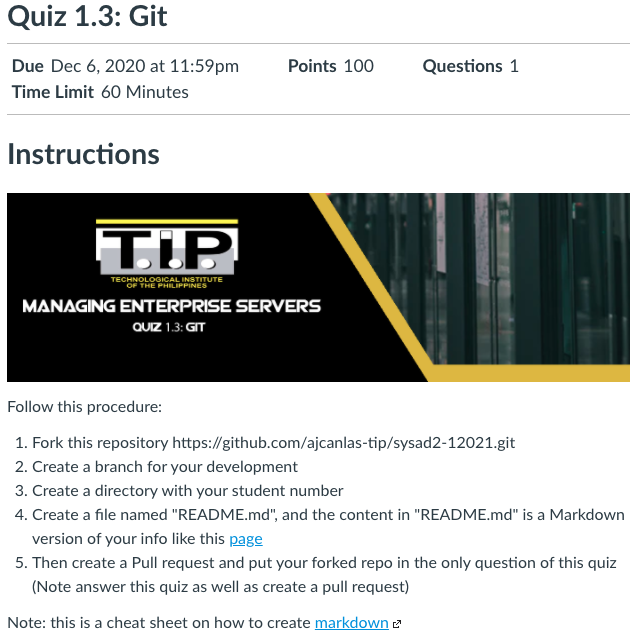 Quiz 1.3: Git
Due Dec 6, 2020 at 11:59pm Points 100 Questions 1
Time Limit 60 Minutes
Instructions
T.I.P
TECHNOLOGICAL INSTITUTE
OF THE PHILIPPINES
MANAGING ENTERPRISE SERVERS
QUIZ 1.3: GIT
Follow this procedure:
1. Fork this repository https://github.com/ajcanlas-tip/sysad2-12021.git
2. Create a branch for your development
3. Create a directory with your student number
4. Create a file named "README.md", and the content in "README.md" is a Markdown
version of your info like this page
5. Then create a Pull request and put your forked repo in the only question of this quiz
(Note answer this quiz as well as create a pull request)
Note: this is a cheat sheet on how to create markdown